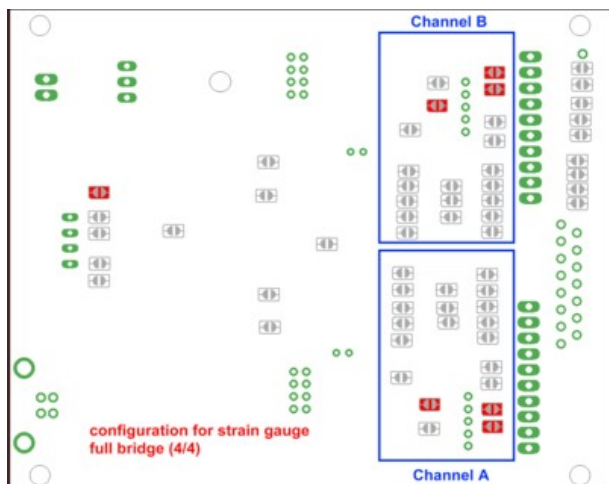 Channel B
configuration for strain gauge
full bridge (4/4)
Channel A